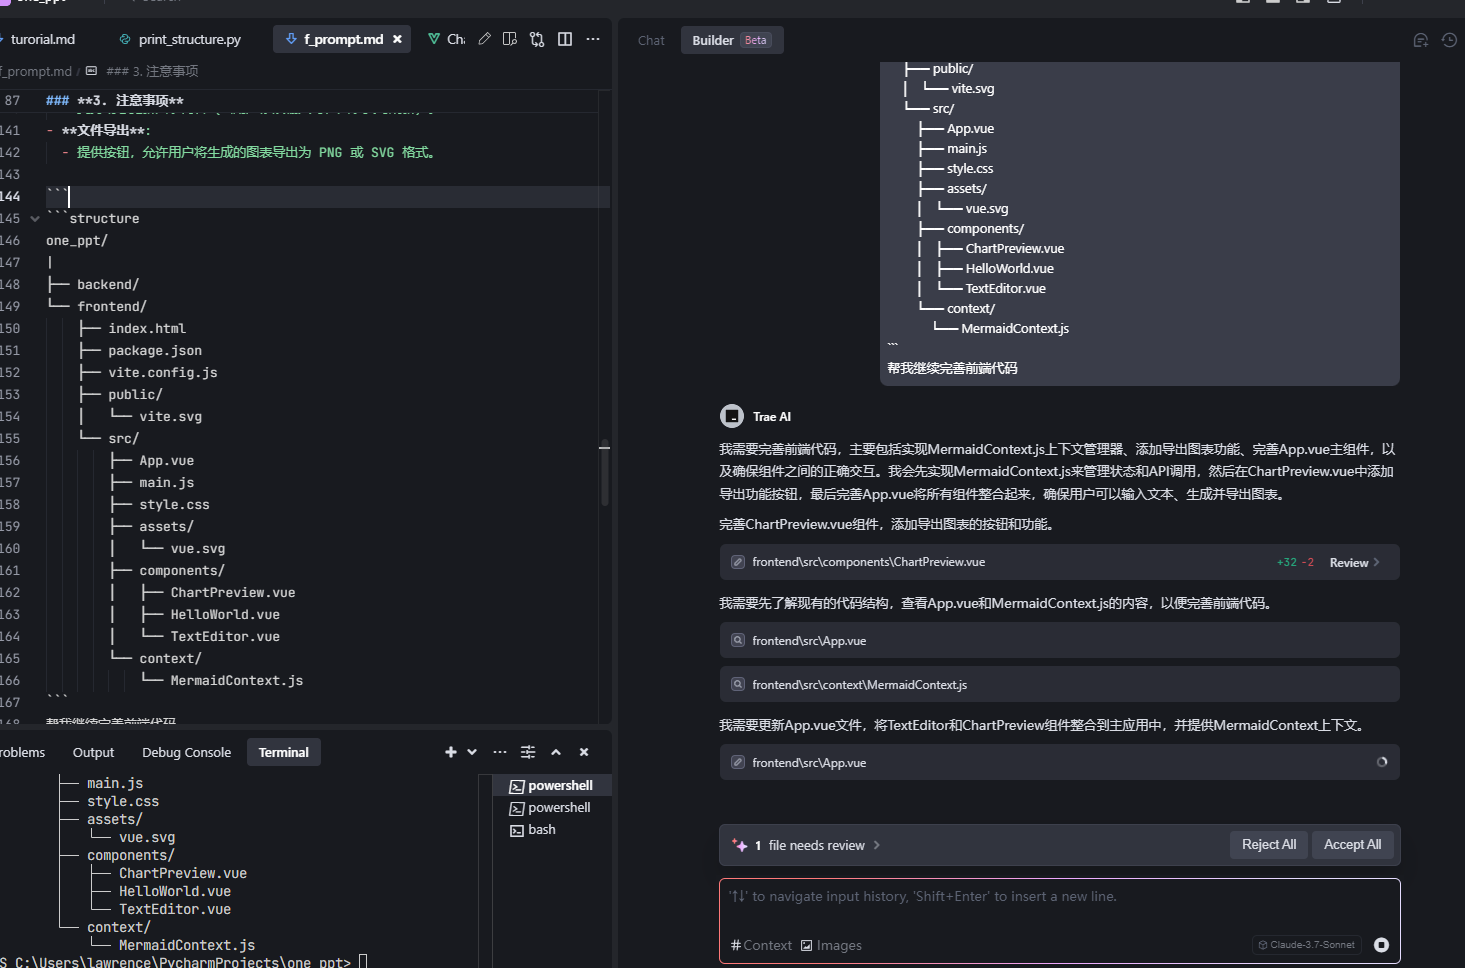 one_ppt
turorial.md
print_structure.py
f_prompt.md
Cha
f_prompt.md / ### 3. 注意事项
87 ### **3. 注意事项**
141 - **文件导出**:
142 - 提供按钮，允许用户将生成的图表导出为 PNG 或 SVG 格式。
143
144 ```
145 ```structure
146 one_ppt/
147 |
148 ├── backend/
149 └── frontend/
150 ├── index.html
151 ├── package.json
152 ├── vite.config.js
153 ├── public/
154 │ └── vite.svg
155 └── src/
156 ├── App.vue
157 ├── main.js
158 ├── style.css
159 ├── assets/
160 │ └── vue.svg
161 ├── components/
162 │ ├── ChartPreview.vue
163 │ ├── HelloWorld.vue
164 │ └── TextEditor.vue
165 └── context/
166 └── MermaidContext.js
167 ```
168 帮我继续完善前端代码
roblems
Output
Debug Console
Terminal
├── main.js
├── style.css
├── assets/
│ └── vue.svg
├── components/
│ ├── ChartPreview.vue
│ ├── HelloWorld.vue
│ └── TextEditor.vue
└── context/
└── MermaidContext.js
S C:\Users\lawrence\PycharmProjects\one_ppt>
powershell
powershell
bash
Chat
Builder Beta
├── public/
│ └── vite.svg
└── src/
├── App.vue
├── main.js
├── style.css
├── assets/
│ └── vue.svg
├── components/
│ ├── ChartPreview.vue
│ ├── HelloWorld.vue
│ └── TextEditor.vue
└── context/
└── MermaidContext.js
```
帮我继续完善前端代码
Trae AI
我需要完善前端代码，主要包括实现MermaidContext.js上下文管理器、添加导出图表功能、完善App.vue主组件，以
及确保组件之间的正确交互。我会先实现MermaidContext.js来管理状态和API调用，然后在ChartPreview.vue中添加
导出功能按钮，最后完善App.vue将所有组件整合起来，确保用户可以输入文本、生成并导出图表。
完善ChartPreview.vue组件，添加导出图表的按钮和功能。
frontend\src\components\ChartPreview.vue +32 -2 Review
我需要先了解现有的代码结构，查看App.vue和MermaidContext.js的内容，以便完善前端代码。
frontend\src\App.vue
frontend\src\context\MermaidContext.js
我需要更新App.vue文件，将TextEditor和ChartPreview组件整合到主应用中，并提供MermaidContext上下文。
frontend\src\App.vue
1 file needs review
Reject All
Accept All
'↑↓' to navigate input history, 'Shift+Enter' to insert a new line.
# Context
Images
Claude-3.7-Sonnet